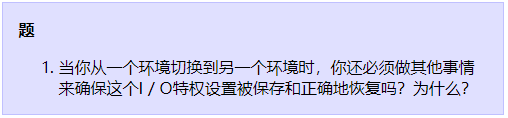 题
1. 当你从一个环境切换到另一个环境时，你还必须做其他事情
来确保这个I / O特权设置被保存和正确地恢复吗？为什么？